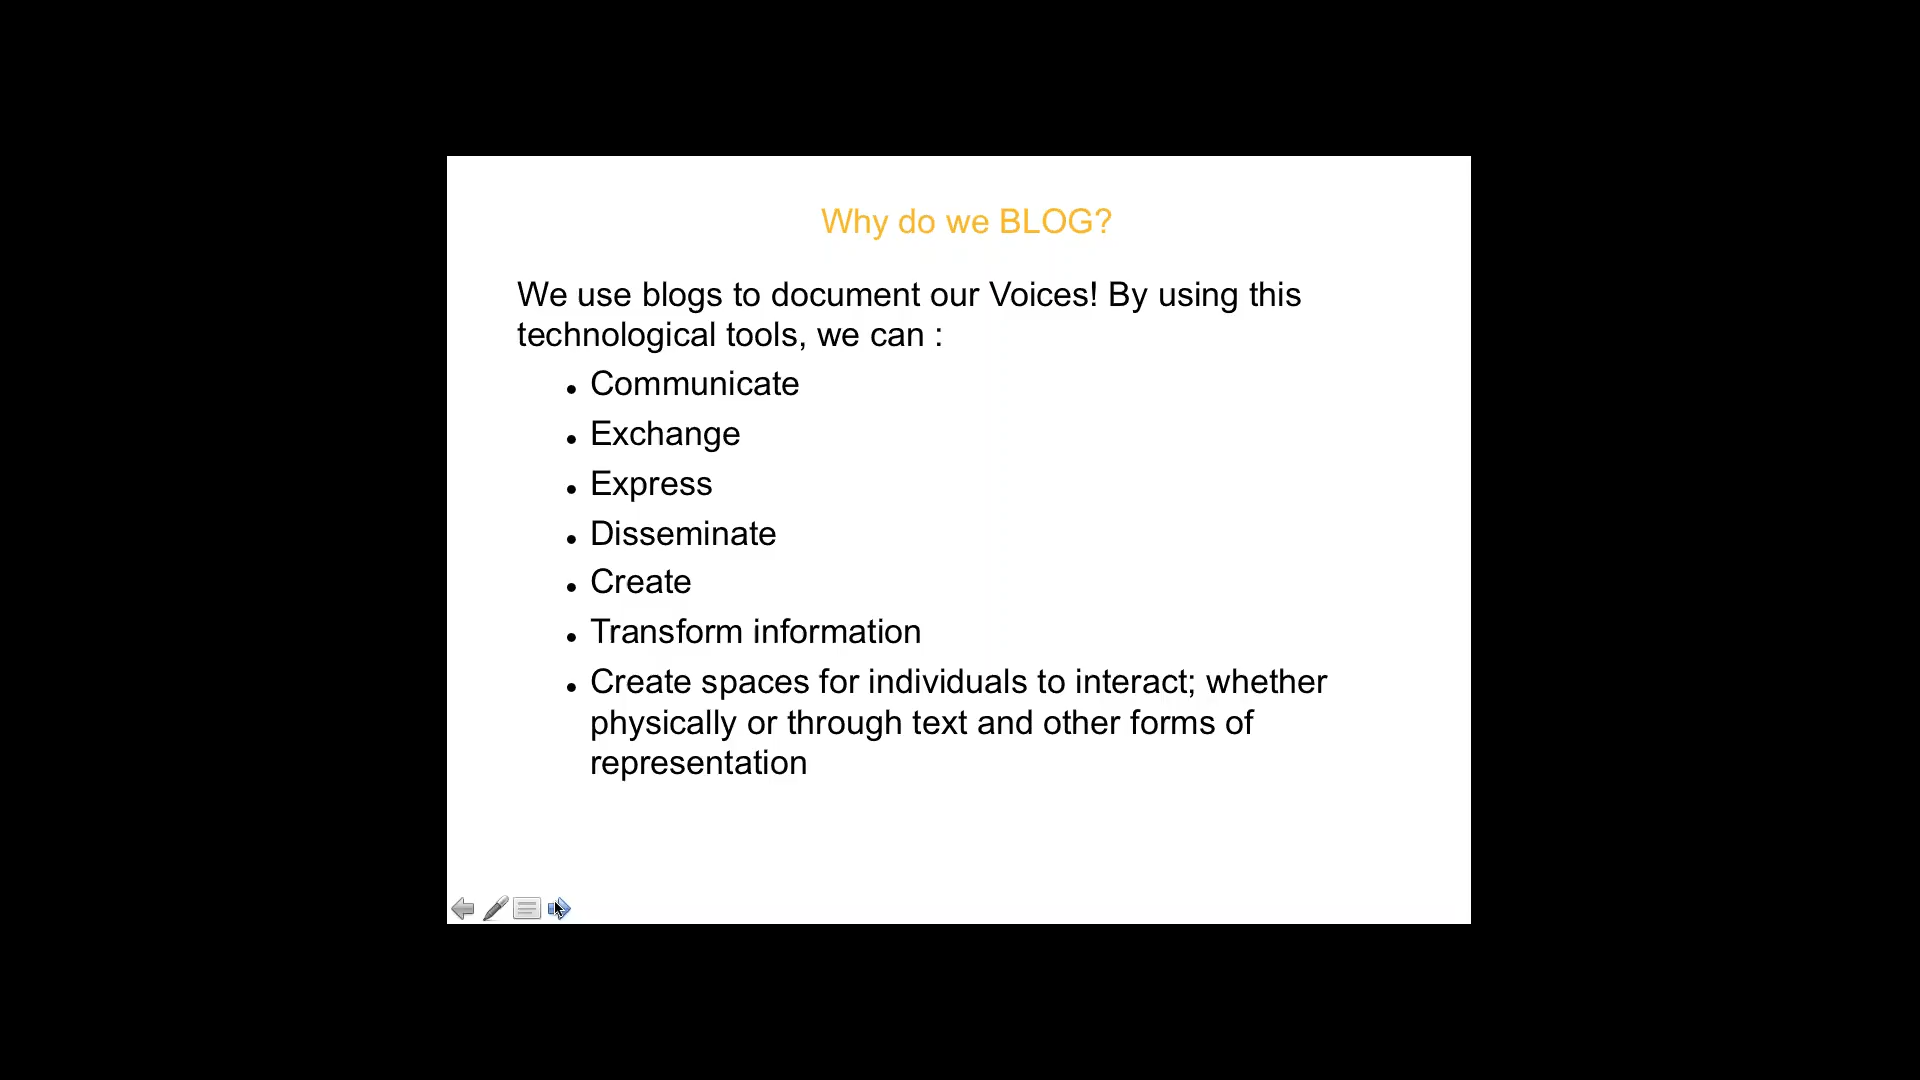 Why do we BLOG?
We use blogs to document our Voices! By using this
technological tools, we can :
• Communicate
• Exchange
• Express
• Disseminate
• Create
• Transform information
• Create spaces for individuals to interact; whether
physically or through text and other forms of
representation